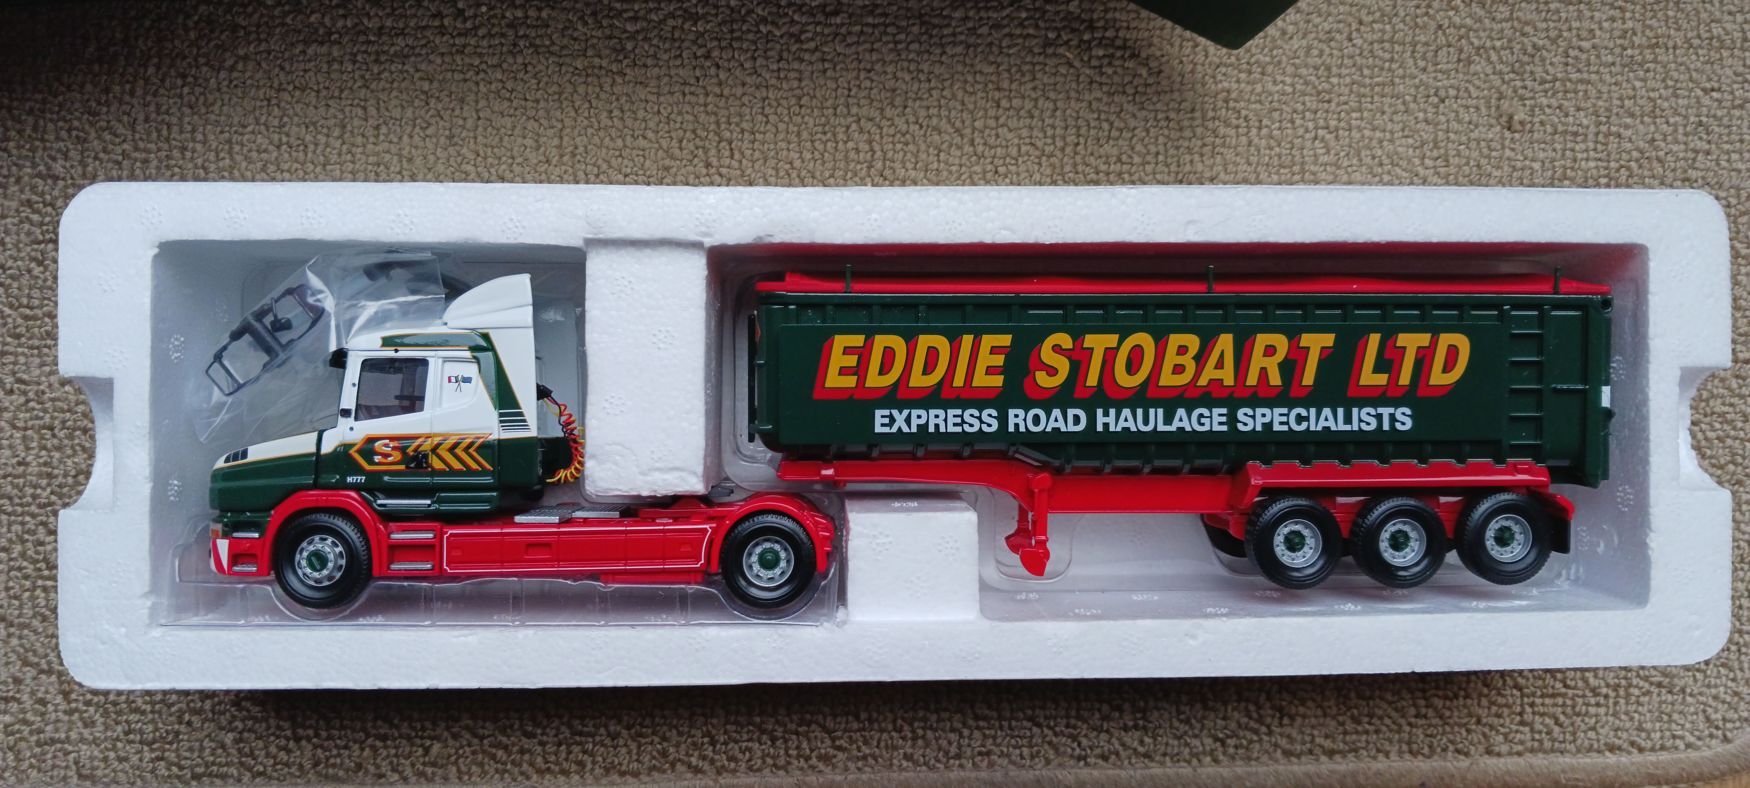 EDDIE STOBART LTD
EXPRESS ROAD HAULAGE SPECIALISTS
S
H777